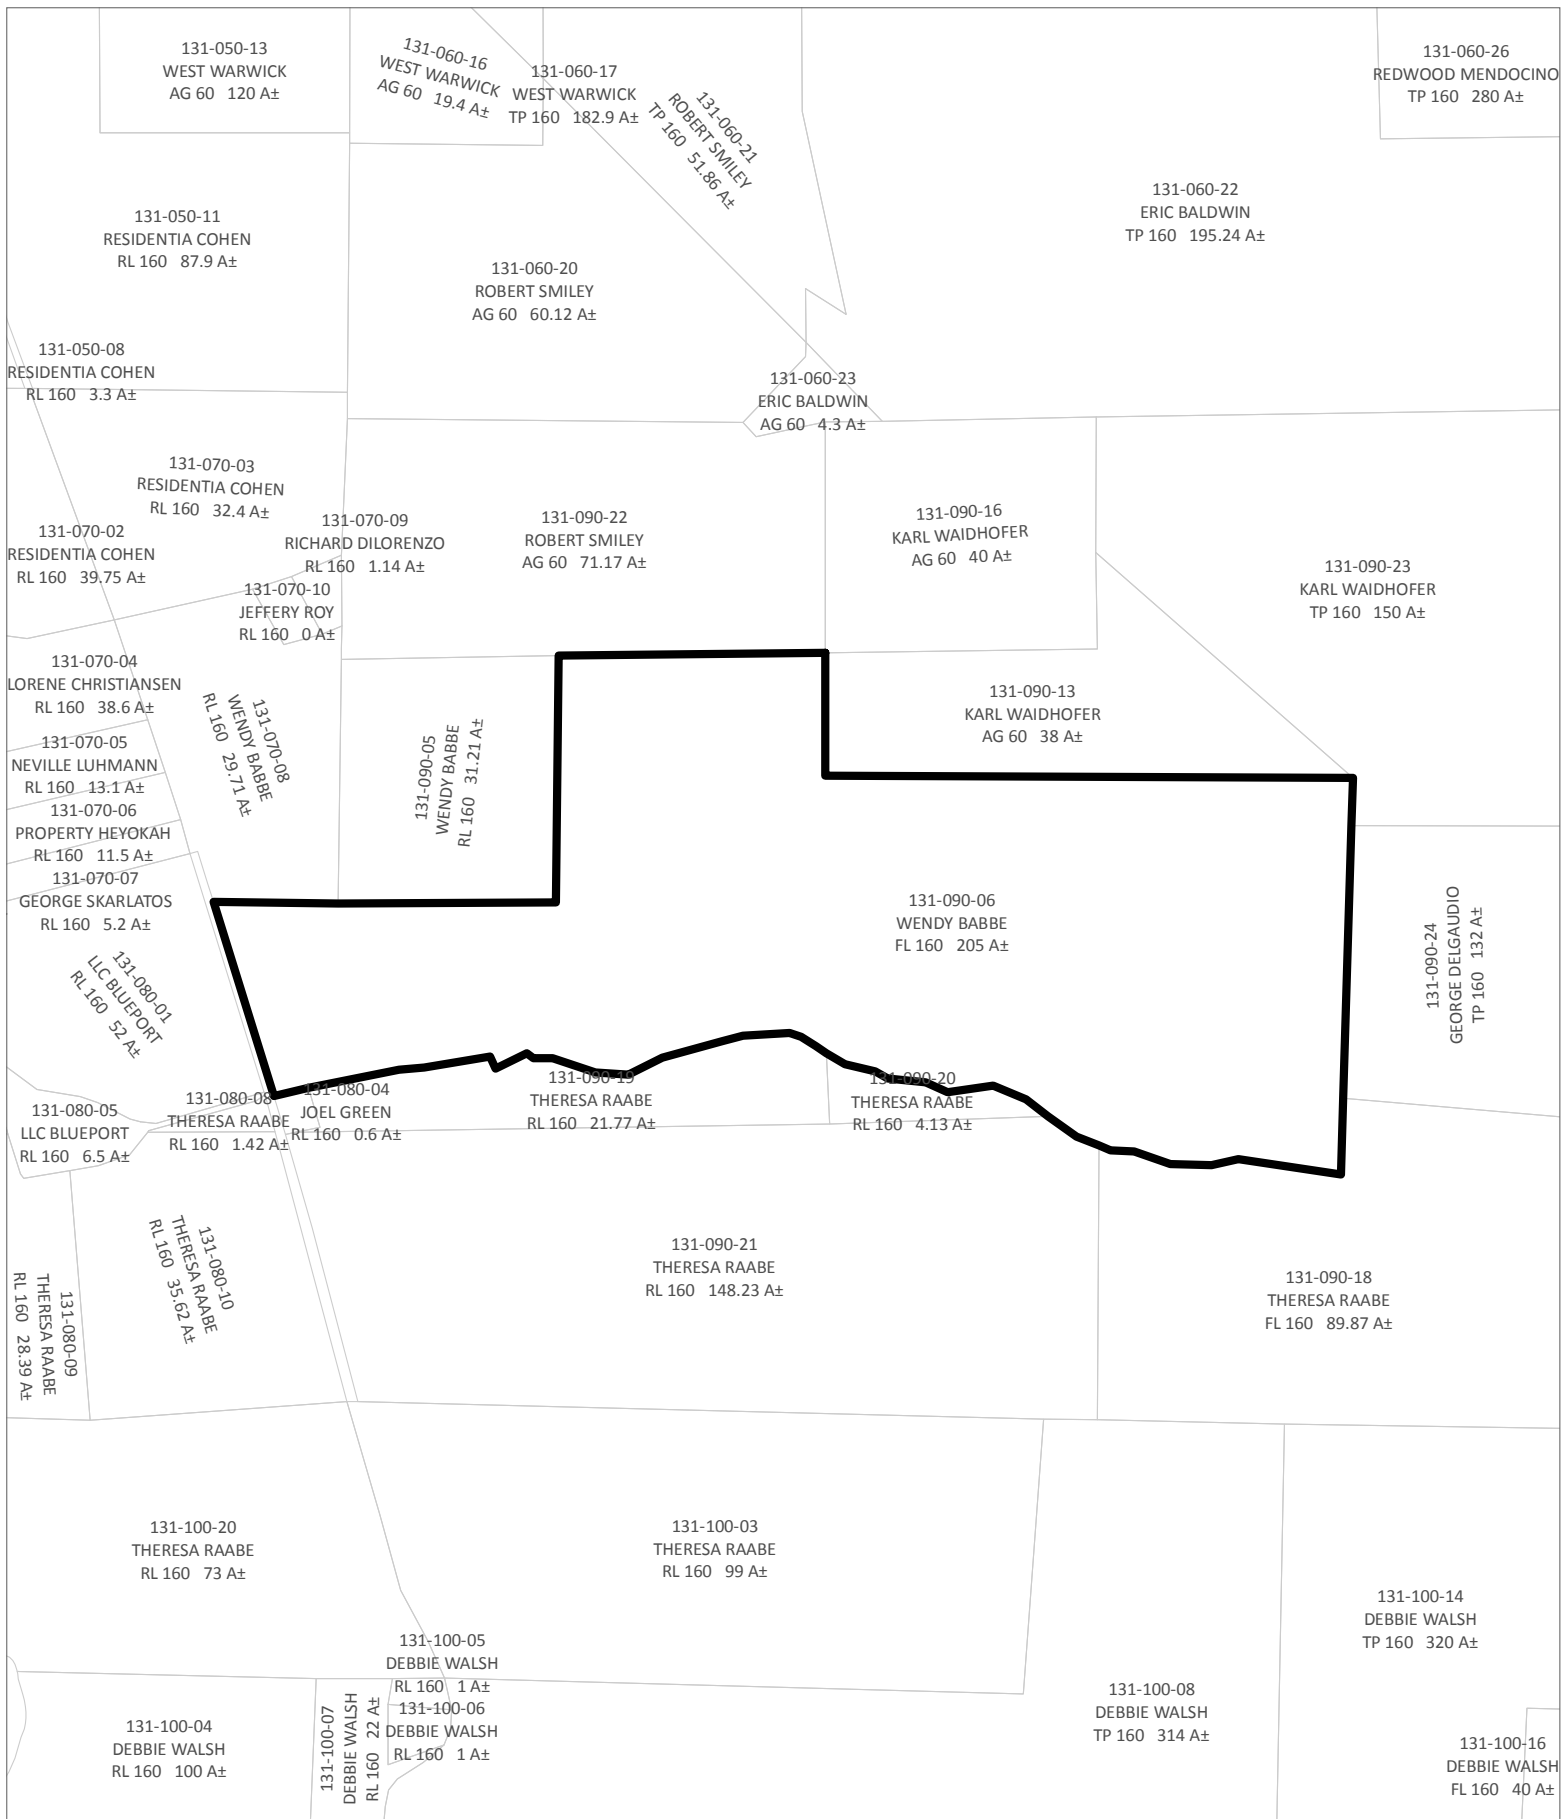 131-050-13
WEST WARWICK
AG 60 120 A±
131-060-16
WEST WARWICK
AG 60 19.4 A±
131-060-17
WEST WARWICK
TP 160 182.9 A±
131-060-21
ROBERT SMILEY
TP 160 51.86 A±
131-060-26
REDWOOD MENDOCINO
TP 160 280 A±
131-050-11
RESIDENTIA COHEN
RL 160 87.9 A±
131-060-20
ROBERT SMILEY
AG 60 60.12 A±
131-060-22
ERIC BALDWIN
TP 160 195.24 A±
131-050-08
RESIDENTIA COHEN
RL 160 3.3 A±
131-060-23
ERIC BALDWIN
AG 60 4.3 A±
131-070-03
RESIDENTIA COHEN
RL 160 32.4 A±
131-070-02
RESIDENTIA COHEN
RL 160 39.75 A±
131-070-09
RICHARD DILORENZO
RL 160 1.14 A±
131-070-10
JEFFERY ROY
RL 160 0 A±
131-090-22
ROBERT SMILEY
AG 60 71.17 A±
131-090-16
KARL WAIDHOFER
AG 60 40 A±
131-090-23
KARL WAIDHOFER
TP 160 150 A±
131-070-04
LORENE CHRISTIANSEN
RL 160 38.6 A±
131-070-08
WENDY BABBE
RL 160 29.71 A±
131-090-05
WENDY BABBE
RL 160 31.21 A±
131-090-13
KARL WAIDHOFER
AG 60 38 A±
131-070-05
NEVILLE LUHMANN
RL 160 13.1 A±
131-070-06
PROPERTY HEYOKAH
RL 160 11.5 A±
131-070-07
GEORGE SKARLATOS
RL 160 5.2 A±
131-090-06
WENDY BABBE
FL 160 205 A±
131-090-24
GEORGE DELGAUDIO
TP 160 132 A±
131-080-01
LLC BLUEPORT
RL 160 52 A±
131-080-05
LLC BLUEPORT
RL 160 6.5 A±
131-080-08
THERESA RAABE
RL 160 1.42 A±
131-080-04
JOEL GREEN
RL 160 0.6 A±
131-090-19
THERESA RAABE
RL 160 21.77 A±
131-090-20
THERESA RAABE
RL 160 4.13 A±
131-080-09
THERESA RAABE
RL 160 28.39 A±
131-080-10
THERESA RAABE
RL 160 35.62 A±
131-090-21
THERESA RAABE
RL 160 148.23 A±
131-090-18
THERESA RAABE
FL 160 89.87 A±
131-100-20
THERESA RAABE
RL 160 73 A±
131-100-03
THERESA RAABE
RL 160 99 A±
131-100-14
DEBBIE WALSH
TP 160 320 A±
131-100-05
DEBBIE WALSH
RL 160 1 A±
131-100-06
DEBBIE WALSH
RL 160 1 A±
131-100-04
DEBBIE WALSH
RL 160 100 A±
131-100-07
DEBBIE WALSH
RL 160 22 A±
131-100-08
DEBBIE WALSH
TP 160 314 A±
131-100-16
DEBBIE WALSH
FL 160 40 A±